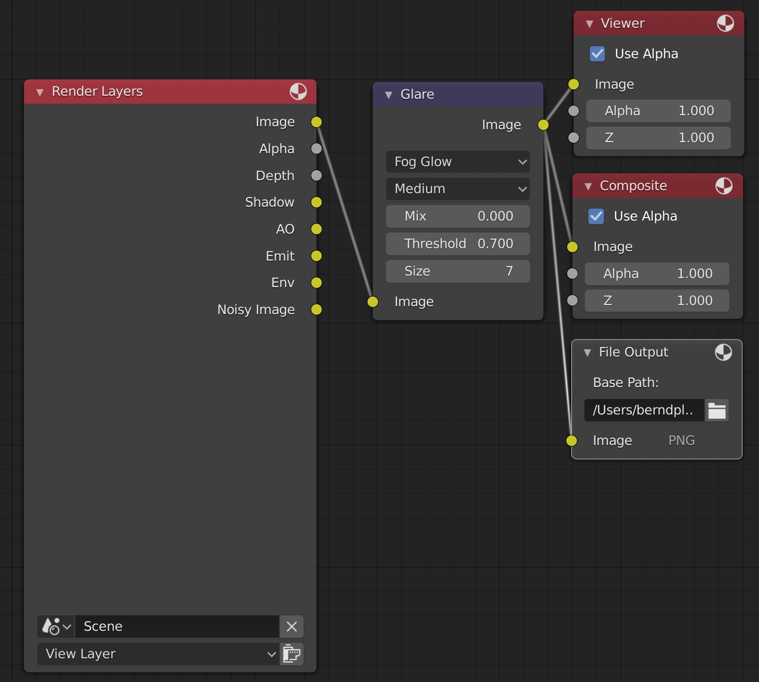 Render Layers
Image
Alpha
Depth
Shadow
AO
Emit
Env
Noisy Image
Scene
View Layer
Glare
Image
Fog Glow
Medium
Mix 0.000
Threshold 0.700
Size 7
Image
Viewer
Use Alpha
Image
Alpha 1.000
Z 1.000
Composite
Use Alpha
Image
Alpha 1.000
Z 1.000
File Output
Base Path:
/Users/berndpl..
Image PNG